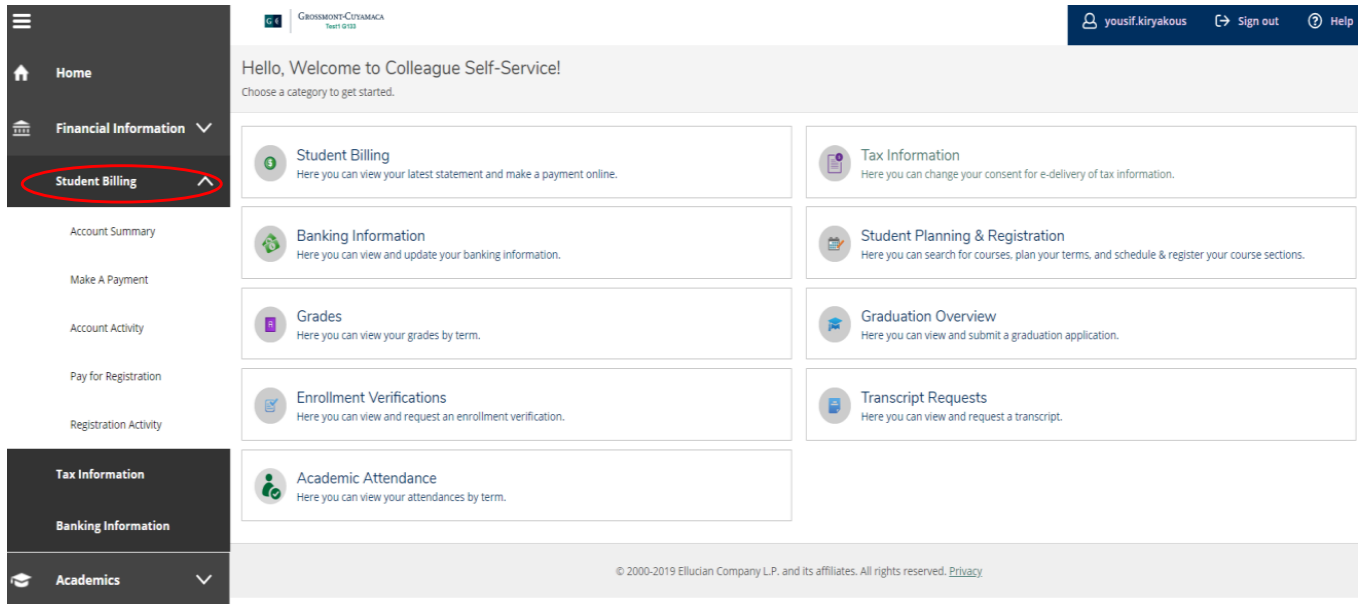 GROSSMONT-CUYAMACA
Test1 G133
yousif.kiryakous
Sign out
Help
Home
Financial Information
Student Billing
Account Summary
Make A Payment
Account Activity
Pay for Registration
Registration Activity
Tax Information
Banking Information
Academics
Hello, Welcome to Colleague Self-Service!
Choose a category to get started.
Student Billing
Here you can view your latest statement and make a payment online.
Tax Information
Here you can change your consent for e-delivery of tax information.
Banking Information
Here you can view and update your banking information.
Student Planning & Registration
Here you can search for courses, plan your terms, and schedule & register your course sections.
Grades
Here you can view your grades by term.
Graduation Overview
Here you can view and submit a graduation application.
Enrollment Verifications
Here you can view and request an enrollment verification.
Transcript Requests
Here you can view and request a transcript.
Academic Attendance
Here you can view your attendances by term.
© 2000-2019 Ellucian Company L.P. and its affiliates. All rights reserved. Privacy